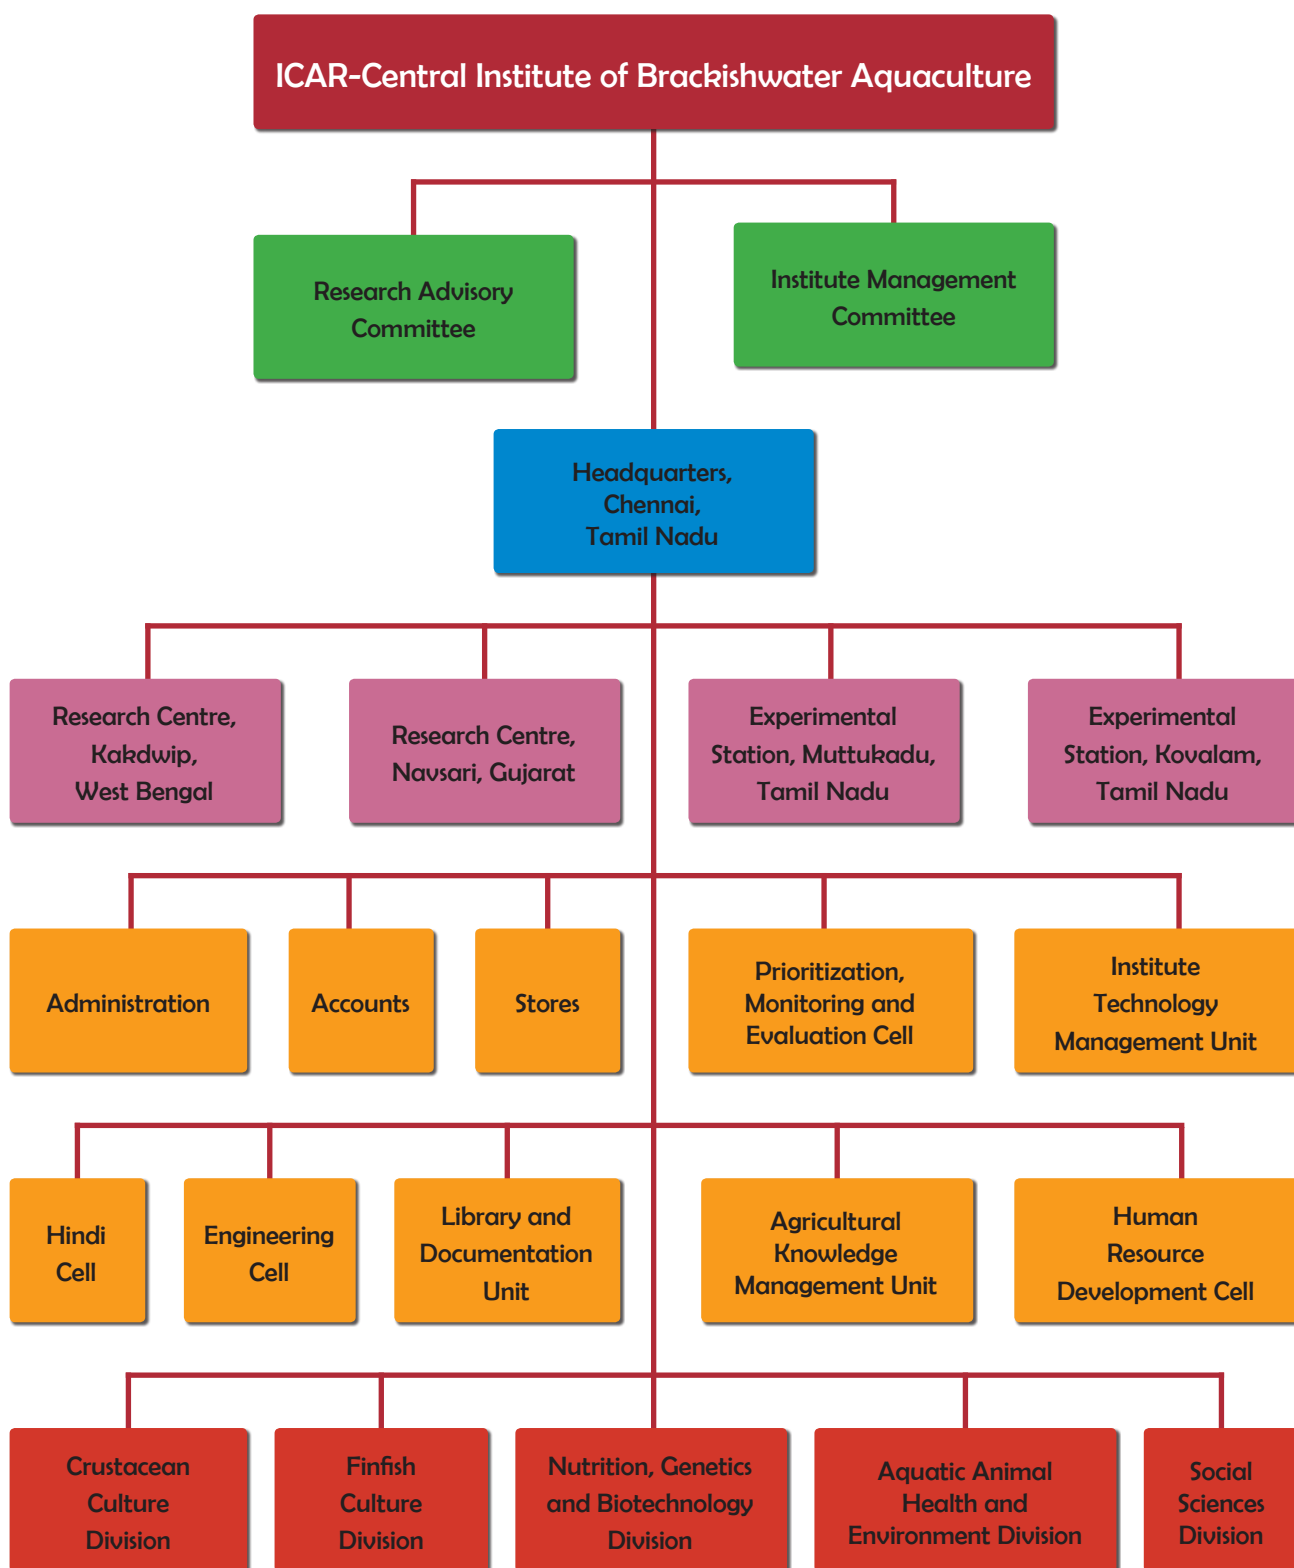 ICAR-Central Institute of Brackishwater Aquaculture
Research Advisory
Committee
Institute Management
Committee
Headquarters,
Chennai,
Tamil Nadu
Research Centre,
Kakdwip,
West Bengal
Research Centre,
Navsari, Gujarat
Experimental
Station, Muttukadu,
Tamil Nadu
Experimental
Station, Kovalam,
Tamil Nadu
Administration
Accounts
Stores
Prioritization,
Monitoring and
Evaluation Cell
Institute
Technology
Management Unit
Hindi
Cell
Engineering
Cell
Library and
Documentation
Unit
Agricultural
Knowledge
Management Unit
Human
Resource
Development Cell
Crustacean
Culture
Division
Finfish
Culture
Division
Nutrition, Genetics
and Biotechnology
Division
Aquatic Animal
Health and
Environment Division
Social
Sciences
Division